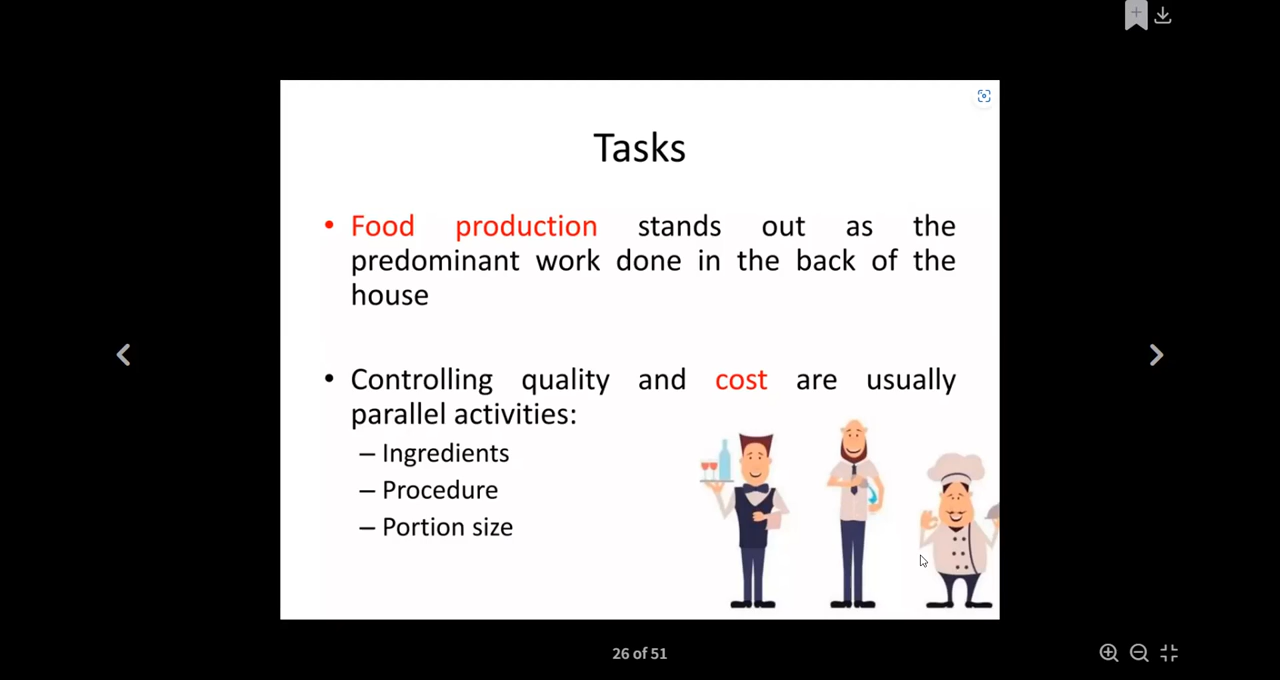 Tasks
• Food production stands out as the
predominant work done in the back of the
house
• Controlling quality and cost are usually
parallel activities:
– Ingredients
– Procedure
– Portion size
26 of 51